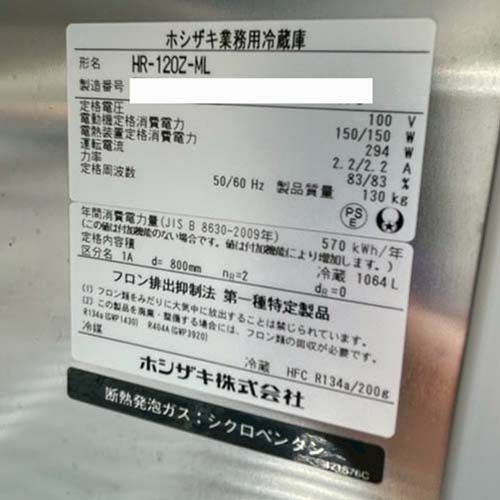 ホシザキ業務用冷蔵庫
形名 HR-120Z-ML
製造番号
定格電圧 100 V
電動機定格消費電力 150/150 W
電熱装置定格消費電力 294 W
運転電流 2.2/2.2 A
力率 83/83 %
定格周波数 50/60 Hz 製品質量 130 kg
PS E
年間消費電力量(JIS B 8630-2009年) 570 kWh/年
(この値は付加機能のない場合です。値は付加機能により増加します。)
定格内容積 冷蔵 1064 L
区分名 1A d= 800mm nR=2 dR=0
フロン排出抑制法 第一種特定製品
(1) フロン類をみだりに大気中に放出することは禁じられています。
(2) この製品を廃棄・整備する場合には、フロン類の回収が必要です。
R134a(GWP1430) R404A(GWP3920)
冷媒 冷蔵 HFC R134a/200g
ホシザキ株式会社
断熱発泡ガス：シクロペンタン